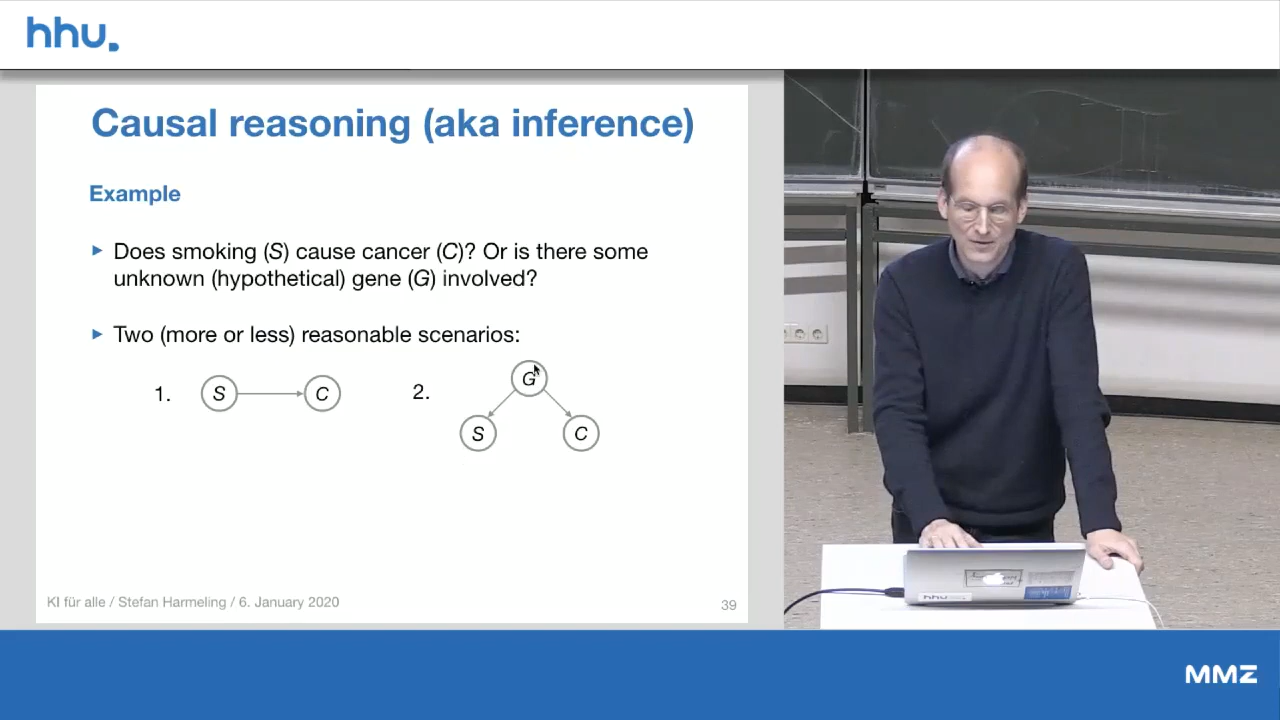 hhu.
Causal reasoning (aka inference)
Example
Does smoking (S) cause cancer (C)? Or is there some
unknown (hypothetical) gene (G) involved?
Two (more or less) reasonable scenarios:
1. S C
2. G
S C
KI für alle / Stefan Harmeling / 6. January 2020
39
hhu
MMZ